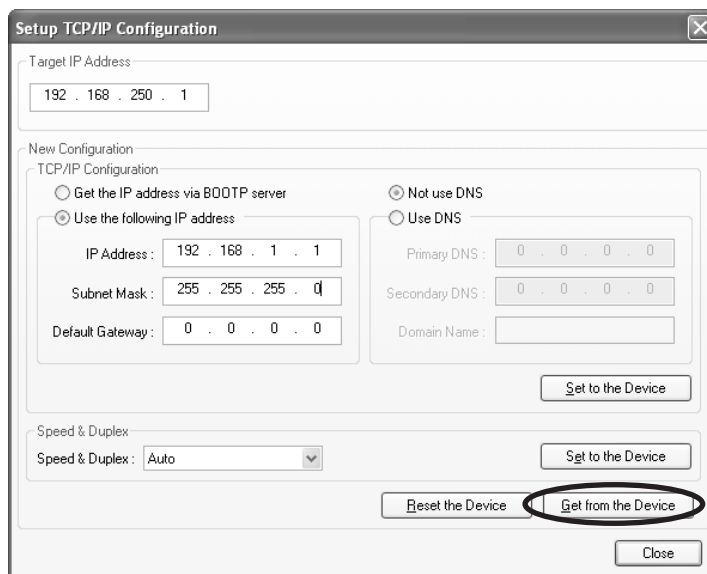 Setup TCP/IP Configuration
Target IP Address
192 . 168 . 250 . 1
New Configuration
TCP/IP Configuration
Get the IP address via BOOTP server
Use the following IP address
IP Address : 192 . 168 . 1 . 1
Subnet Mask : 255 . 255 . 255 . 0
Default Gateway : 0 . 0 . 0 . 0
Not use DNS
Use DNS
Primary DNS : 0 . 0 . 0 . 0
Secondary DNS : 0 . 0 . 0 . 0
Domain Name :
Set to the Device
Speed & Duplex
Speed & Duplex : Auto
Set to the Device
Reset the Device
Get from the Device
Close